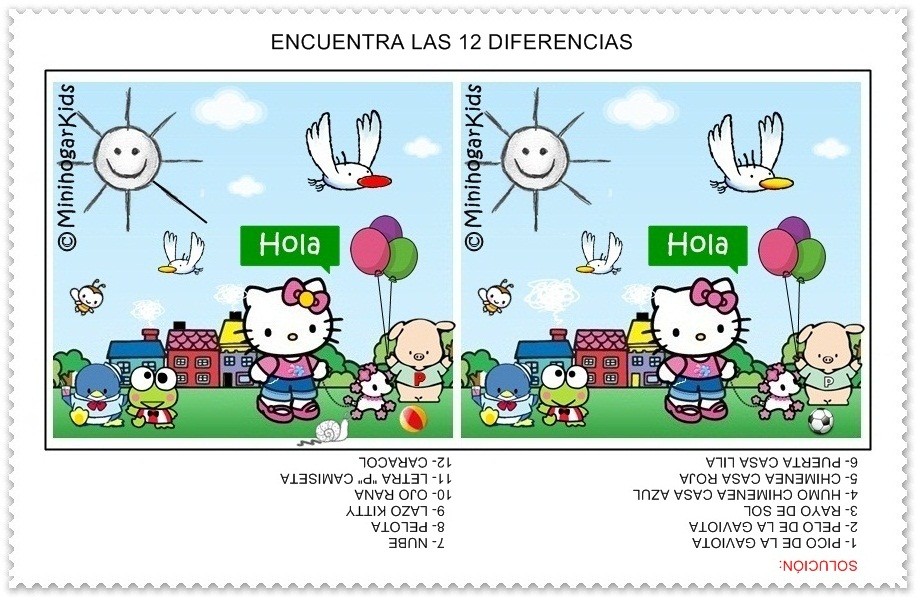 ENCUENTRA LAS 12 DIFERENCIAS
© MinihogarKids
Hola
P
© MinihogarKids
Hola
P
SOLUCIÓN:
1- PICO DE LA GAVIOTA
2- PELO DE LA GAVIOTA
3- RAYO DE SOL
4- HUMO CHIMENEA CASA AZUL
5- CHIMENEA CASA ROJA
6- PUERTA CASA LILA
7- NUBE
8- PELOTA
9- LAZO KITTY
10- OJO RANA
11- LETRA "P" CAMISETA
12- CARACOL